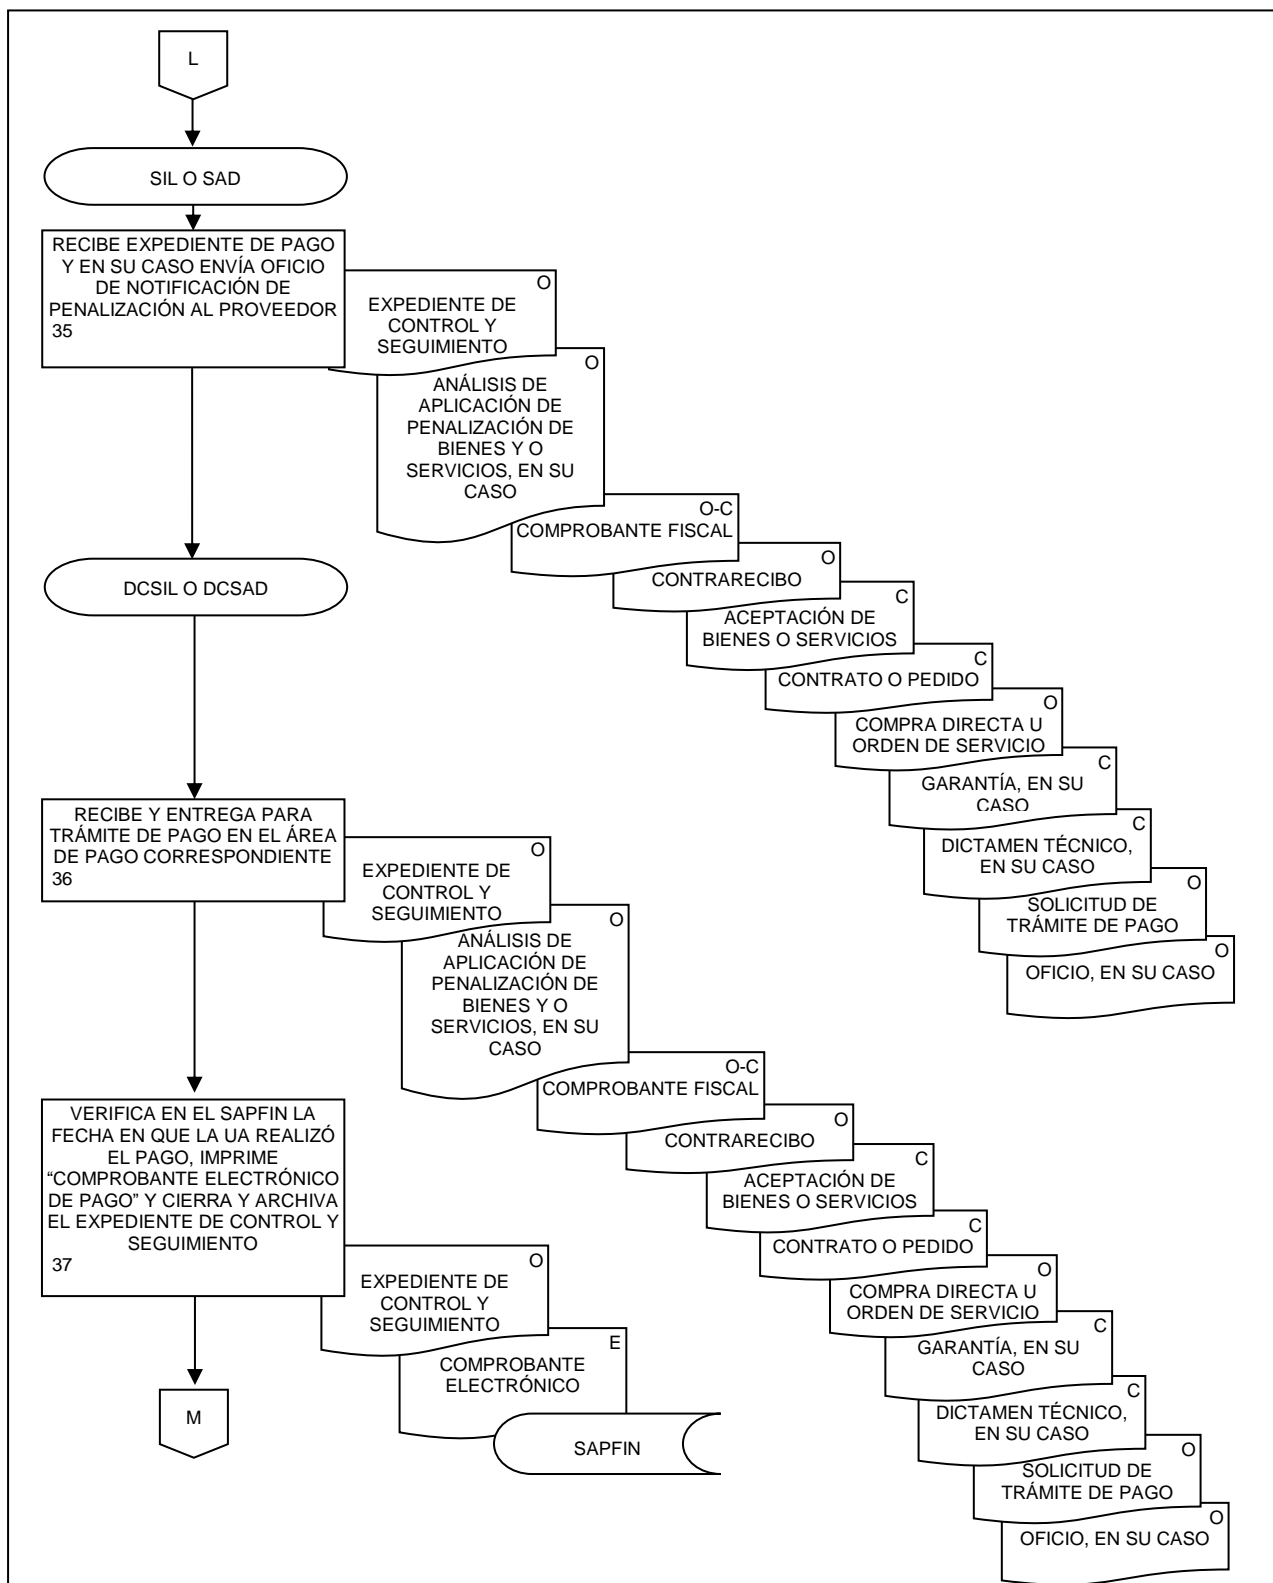 L
SIL O SAD
RECIBE EXPEDIENTE DE PAGO
Y EN SU CASO ENVÍA OFICIO
DE NOTIFICACIÓN DE
PENALIZACIÓN AL PROVEEDOR
35
O
EXPEDIENTE DE
CONTROL Y
SEGUIMIENTO
O
ANÁLISIS DE
APLICACIÓN DE
PENALIZACIÓN DE
BIENES Y O
SERVICIOS, EN SU
CASO
O-C
COMPROBANTE FISCAL
O
CONTRARECIBO
C
ACEPTACIÓN DE
BIENES O SERVICIOS
C
CONTRATO O PEDIDO
O
COMPRA DIRECTA U
ORDEN DE SERVICIO
C
GARANTÍA, EN SU
CASO
C
DICTAMEN TÉCNICO,
EN SU CASO
O
SOLICITUD DE
TRÁMITE DE PAGO
O
OFICIO, EN SU CASO
DCSIL O DCSAD
RECIBE Y ENTREGA PARA
TRÁMITE DE PAGO EN EL ÁREA
DE PAGO CORRESPONDIENTE
36
O
EXPEDIENTE DE
CONTROL Y
SEGUIMIENTO
O
ANÁLISIS DE
APLICACIÓN DE
PENALIZACIÓN DE
BIENES Y O
SERVICIOS, EN SU
CASO
O-C
COMPROBANTE FISCAL
O
CONTRARECIBO
C
ACEPTACIÓN DE
BIENES O SERVICIOS
C
CONTRATO O PEDIDO
O
COMPRA DIRECTA U
ORDEN DE SERVICIO
C
GARANTÍA, EN SU
CASO
C
DICTAMEN TÉCNICO,
EN SU CASO
O
SOLICITUD DE
TRÁMITE DE PAGO
O
OFICIO, EN SU CASO
VERIFICA EN EL SAPFIN LA
FECHA EN QUE LA UA REALIZÓ
EL PAGO, IMPRIME
“COMPROBANTE ELECTRÓNICO
DE PAGO” Y CIERRA Y ARCHIVA
EL EXPEDIENTE DE CONTROL Y
SEGUIMIENTO
37
O
EXPEDIENTE DE
CONTROL Y
SEGUIMIENTO
E
COMPROBANTE
ELECTRÓNICO
SAPFIN
M